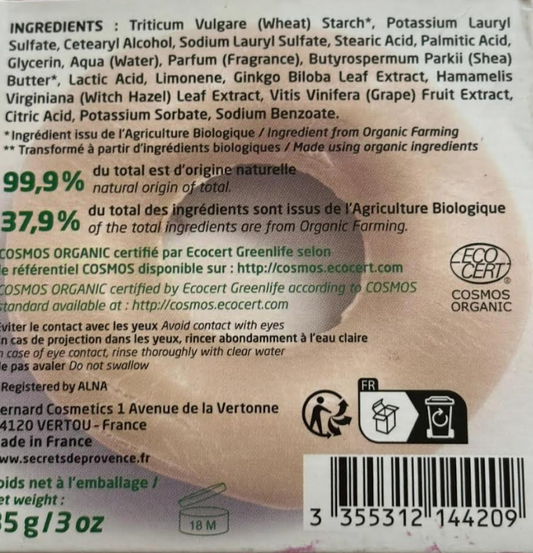 INGREDIENTS : Triticum Vulgare (Wheat) Starch*, Potassium Lauryl
Sulfate, Cetearyl Alcohol, Sodium Lauryl Sulfate, Stearic Acid, Palmitic Acid,
Glycerin, Aqua (Water), Parfum (Fragrance), Butyrospermum Parkii (Shea)
Butter*, Lactic Acid, Limonene, Ginkgo Biloba Leaf Extract, Hamamelis
Virginiana (Witch Hazel) Leaf Extract, Vitis Vinifera (Grape) Fruit Extract,
Citric Acid, Potassium Sorbate, Sodium Benzoate.
*Ingrédient issu de l'Agriculture Biologique / Ingredient from Organic Farming
** Transformé à partir d'ingrédients biologiques / Made using organic ingredients
99,9% du total est d'origine naturelle
natural origin of total.
37,9% du total des ingrédients sont issus de l'Agriculture Biologique
of the total ingredients are from Organic Farming.
COSMOS ORGANIC certifié par Ecocert Greenlife selon
le référentiel COSMOS disponible sur : http://cosmos.ecocert.com
COSMOS ORGANIC certified by Ecocert Greenlife according to COSMOS
standard available at : http://cosmos.ecocert.com
ECO
CERT®
COSMOS
ORGANIC
viter le contact avec les yeux Avoid contact with eyes
n cas de projection dans les yeux, rincer abondamment à l'eau claire
n case of eye contact, rinse thoroughly with clear water
e pas avaler Do not swallow
Registered by ALNA
ernard Cosmetics 1 Avenue de la Vertonne
4120 VERTOU - France
ade in France
ww.secretsdeprovence.fr
FR
oids net à l'emballage /
et weight :
85 g/3 oz
18 M
3 355312 144209